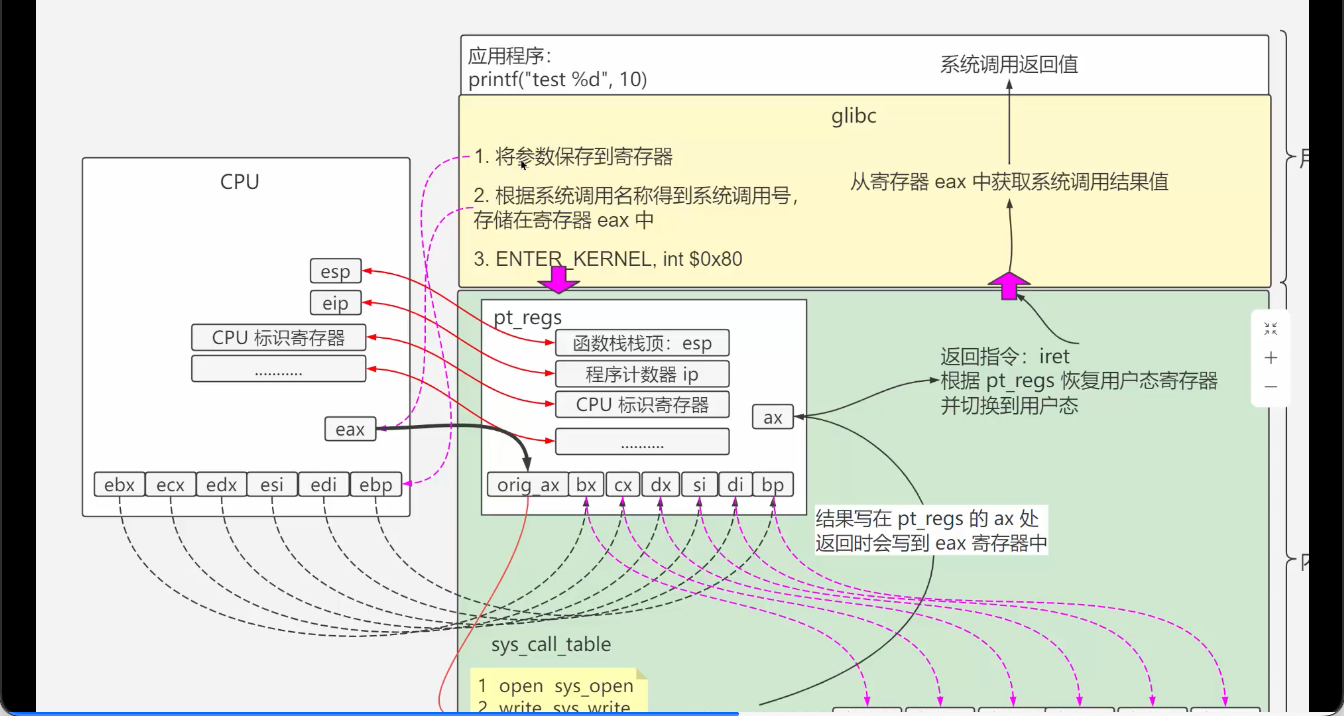 应用程序：
printf("test %d", 10)
系统调用返回值
glibc
1. 将参数保存到寄存器
2. 根据系统调用名称得到系统调用号，
存储在寄存器 eax 中
3. ENTER_KERNEL, int $0x80
从寄存器 eax 中获取系统调用结果值
CPU
esp
eip
CPU 标识寄存器
...........
eax
ebx ecx edx esi edi ebp
pt_regs
函数栈栈顶：esp
程序计数器 ip
CPU 标识寄存器
..........
ax
orig_ax bx cx dx si di bp
返回指令：iret
根据 pt_regs 恢复用户态寄存器
并切换到用户态
结果写在 pt_regs 的 ax 处
返回时会写到 eax 寄存器中
sys_call_table
1 open sys_open
2 write sys_write